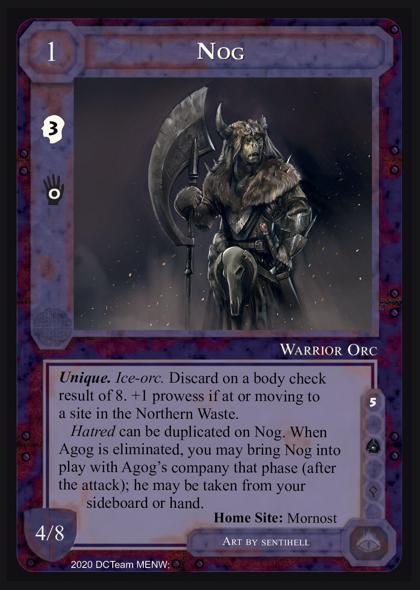 1
Nog
3
0
Warrior Orc
Unique. Ice-orc. Discard on a body check
result of 8. +1 prowess if at or moving to
a site in the Northern Waste.
Hatred can be duplicated on Nog. When
Agog is eliminated, you may bring Nog into
play with Agog's company that phase (after
the attack); he may be taken from your
sideboard or hand.
5
Home Site: Mornost
4/8
Art by sentihell
2020 DCTeam MENW;